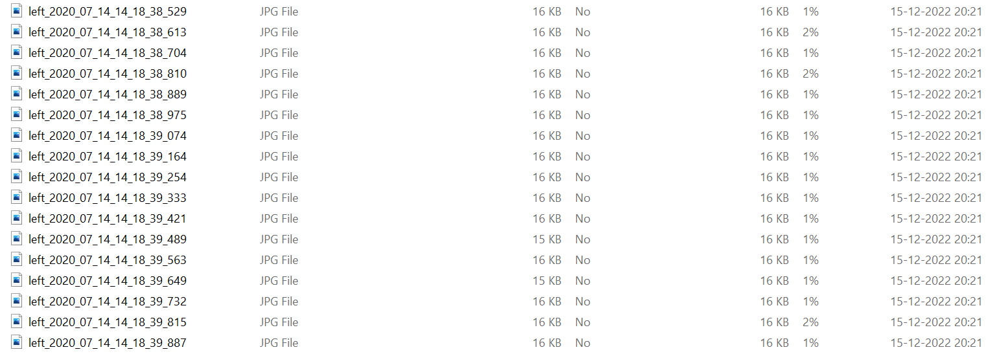 left_2020_07_14_14_18_38_529 JPG File 16 KB No 16 KB 1% 15-12-2022 20:21
left_2020_07_14_14_18_38_613 JPG File 16 KB No 16 KB 2% 15-12-2022 20:21
left_2020_07_14_14_18_38_704 JPG File 16 KB No 16 KB 1% 15-12-2022 20:21
left_2020_07_14_14_18_38_810 JPG File 16 KB No 16 KB 2% 15-12-2022 20:21
left_2020_07_14_14_18_38_889 JPG File 16 KB No 16 KB 1% 15-12-2022 20:21
left_2020_07_14_14_18_38_975 JPG File 16 KB No 16 KB 1% 15-12-2022 20:21
left_2020_07_14_14_18_39_074 JPG File 16 KB No 16 KB 1% 15-12-2022 20:21
left_2020_07_14_14_18_39_164 JPG File 16 KB No 16 KB 1% 15-12-2022 20:21
left_2020_07_14_14_18_39_254 JPG File 16 KB No 16 KB 1% 15-12-2022 20:21
left_2020_07_14_14_18_39_333 JPG File 16 KB No 16 KB 1% 15-12-2022 20:21
left_2020_07_14_14_18_39_421 JPG File 16 KB No 16 KB 1% 15-12-2022 20:21
left_2020_07_14_14_18_39_489 JPG File 15 KB No 16 KB 1% 15-12-2022 20:21
left_2020_07_14_14_18_39_563 JPG File 16 KB No 16 KB 1% 15-12-2022 20:21
left_2020_07_14_14_18_39_649 JPG File 15 KB No 16 KB 1% 15-12-2022 20:21
left_2020_07_14_14_18_39_732 JPG File 16 KB No 16 KB 1% 15-12-2022 20:21
left_2020_07_14_14_18_39_815 JPG File 16 KB No 16 KB 2% 15-12-2022 20:21
left_2020_07_14_14_18_39_887 JPG File 16 KB No 16 KB 1% 15-12-2022 20:21